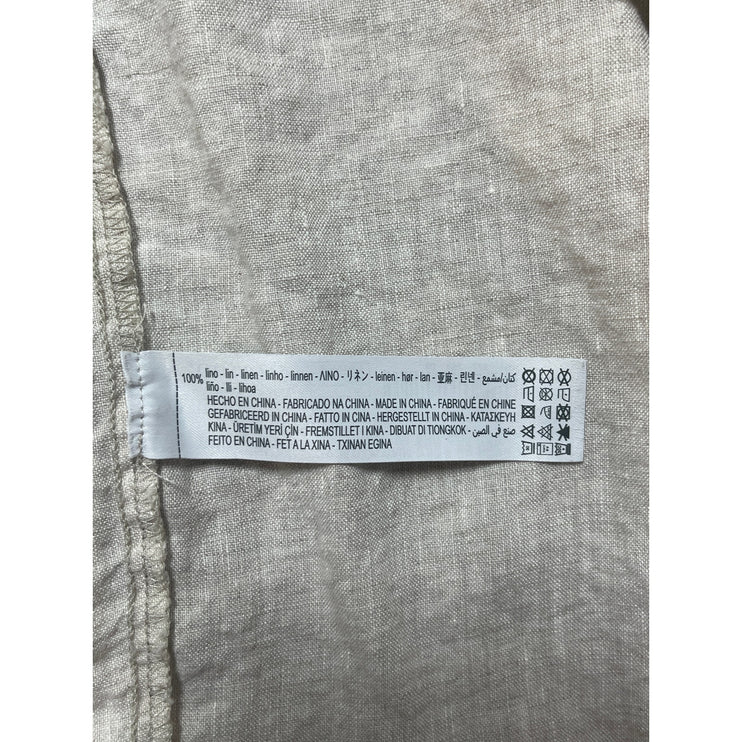 100% lino - lin - linen - linho - linnen - ΛΙΝΟ - リネン - leinen - hør - lan - 亜麻 - 린넨 - كتان/مشمع
liño - lli - lihoa
HECHO EN CHINA - FABRICADO NA CHINA - MADE IN CHINA - FABRIQUÉ EN CHINE
GEFABRICEERD IN CHINA - FATTO IN CINA - HERGESTELLT IN CHINA - ΚΑΤΑΣΚΕΥΗ
ΚΙΝΑ - ÜRETİM YERİ ÇİN - FREMSTILLET I KINA - DIBUAT DI TIONGKOK - صنع في الصين
FEITO EN CHINA - FET A LA XINA - TXINAN EGINA